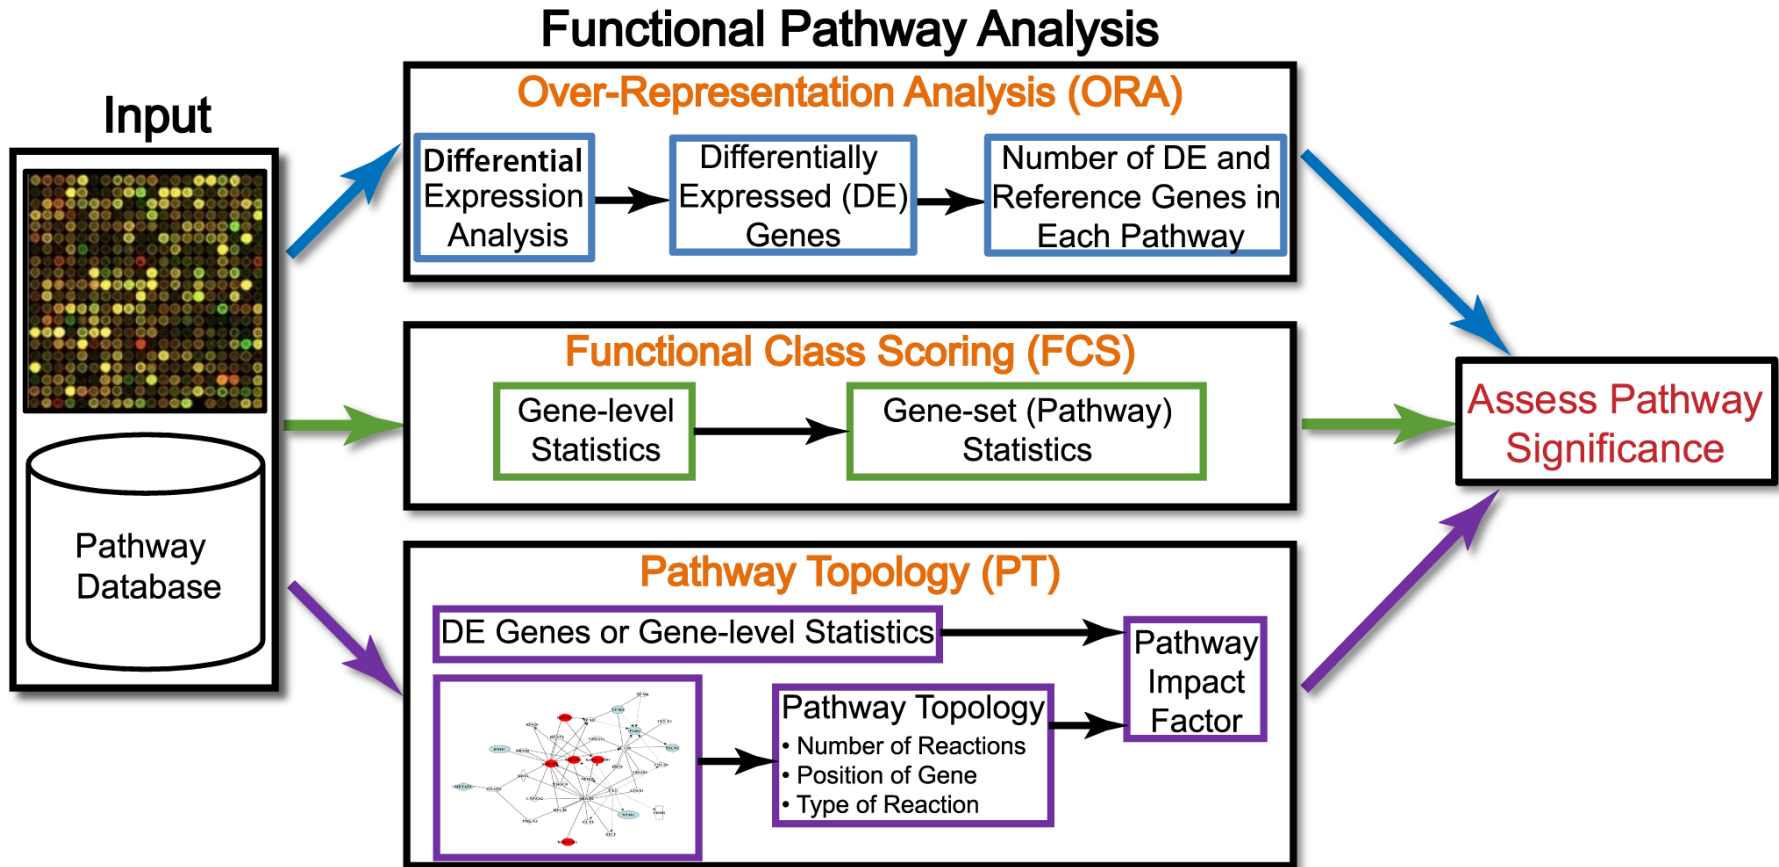 Functional Pathway Analysis
Input
Over-Representation Analysis (ORA)
Differential
Expression
Analysis
Differentially
Expressed (DE)
Genes
Number of DE and
Reference Genes in
Each Pathway
Functional Class Scoring (FCS)
Gene-level
Statistics
Gene-set (Pathway)
Statistics
Assess Pathway
Significance
Pathway
Database
Pathway Topology (PT)
DE Genes or Gene-level Statistics
Pathway
Impact
Factor
Pathway Topology
• Number of Reactions
• Position of Gene
• Type of Reaction